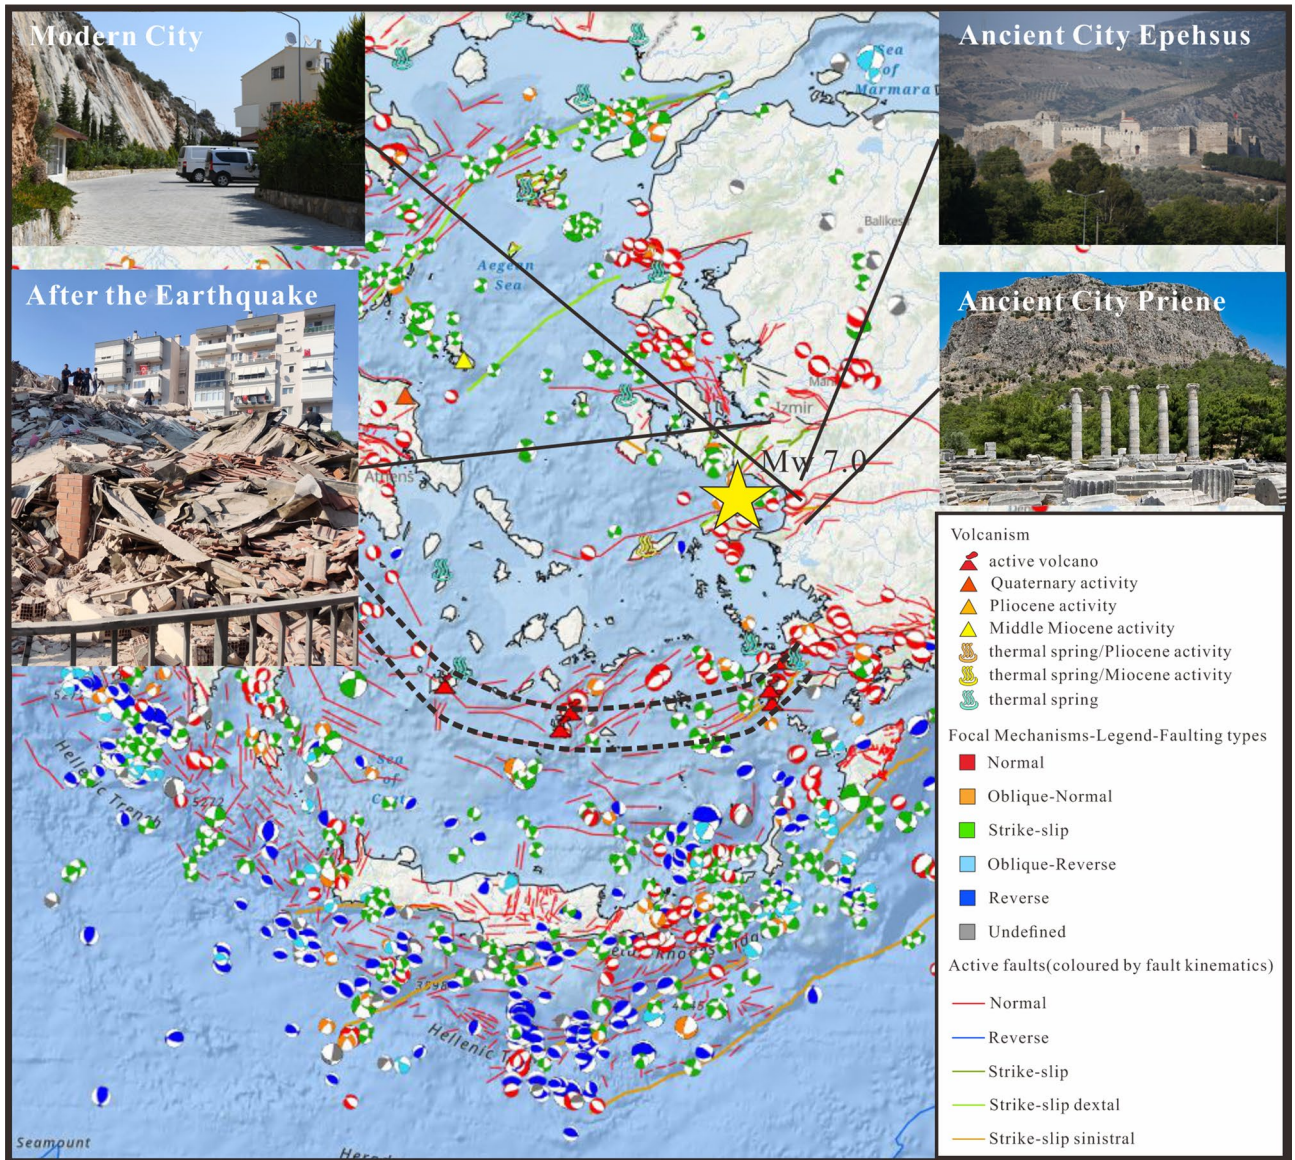 Modern City
Ancient City Epehsus
Sea
of
Marmara
Balikesir
Aegean
Sea
After the Earthquake
Ancient City Priene
Izmir
Mw 7.0
Athens
Volcanism
active volcano
Quaternary activity
Pliocene activity
Middle Miocene activity
thermal spring/Pliocene activity
thermal spring/Miocene activity
thermal spring
Focal Mechanisms-Legend-Faulting types
Normal
Oblique-Normal
Strike-slip
Oblique-Reverse
Reverse
Undefined
Active faults(coloured by fault kinematics)
Normal
Reverse
Strike-slip
Strike-slip dextal
Strike-slip sinistral
Sea
of
Hellenic Trench
5272
3598
Hellenic
Seamount